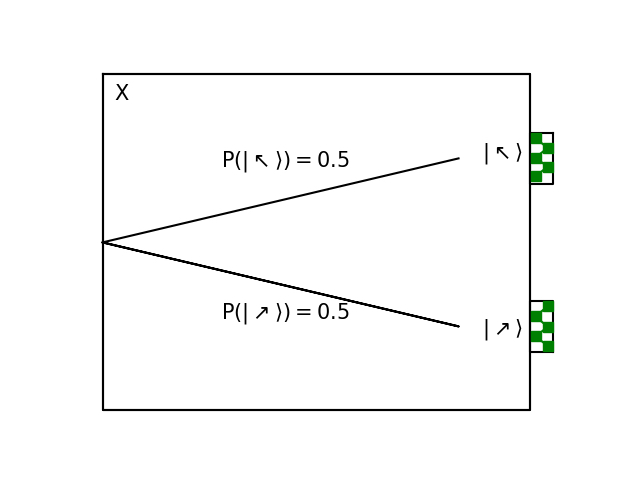 X
P(|↖⟩) = 0.5
|↖⟩
P(|↗⟩) = 0.5
|↗⟩